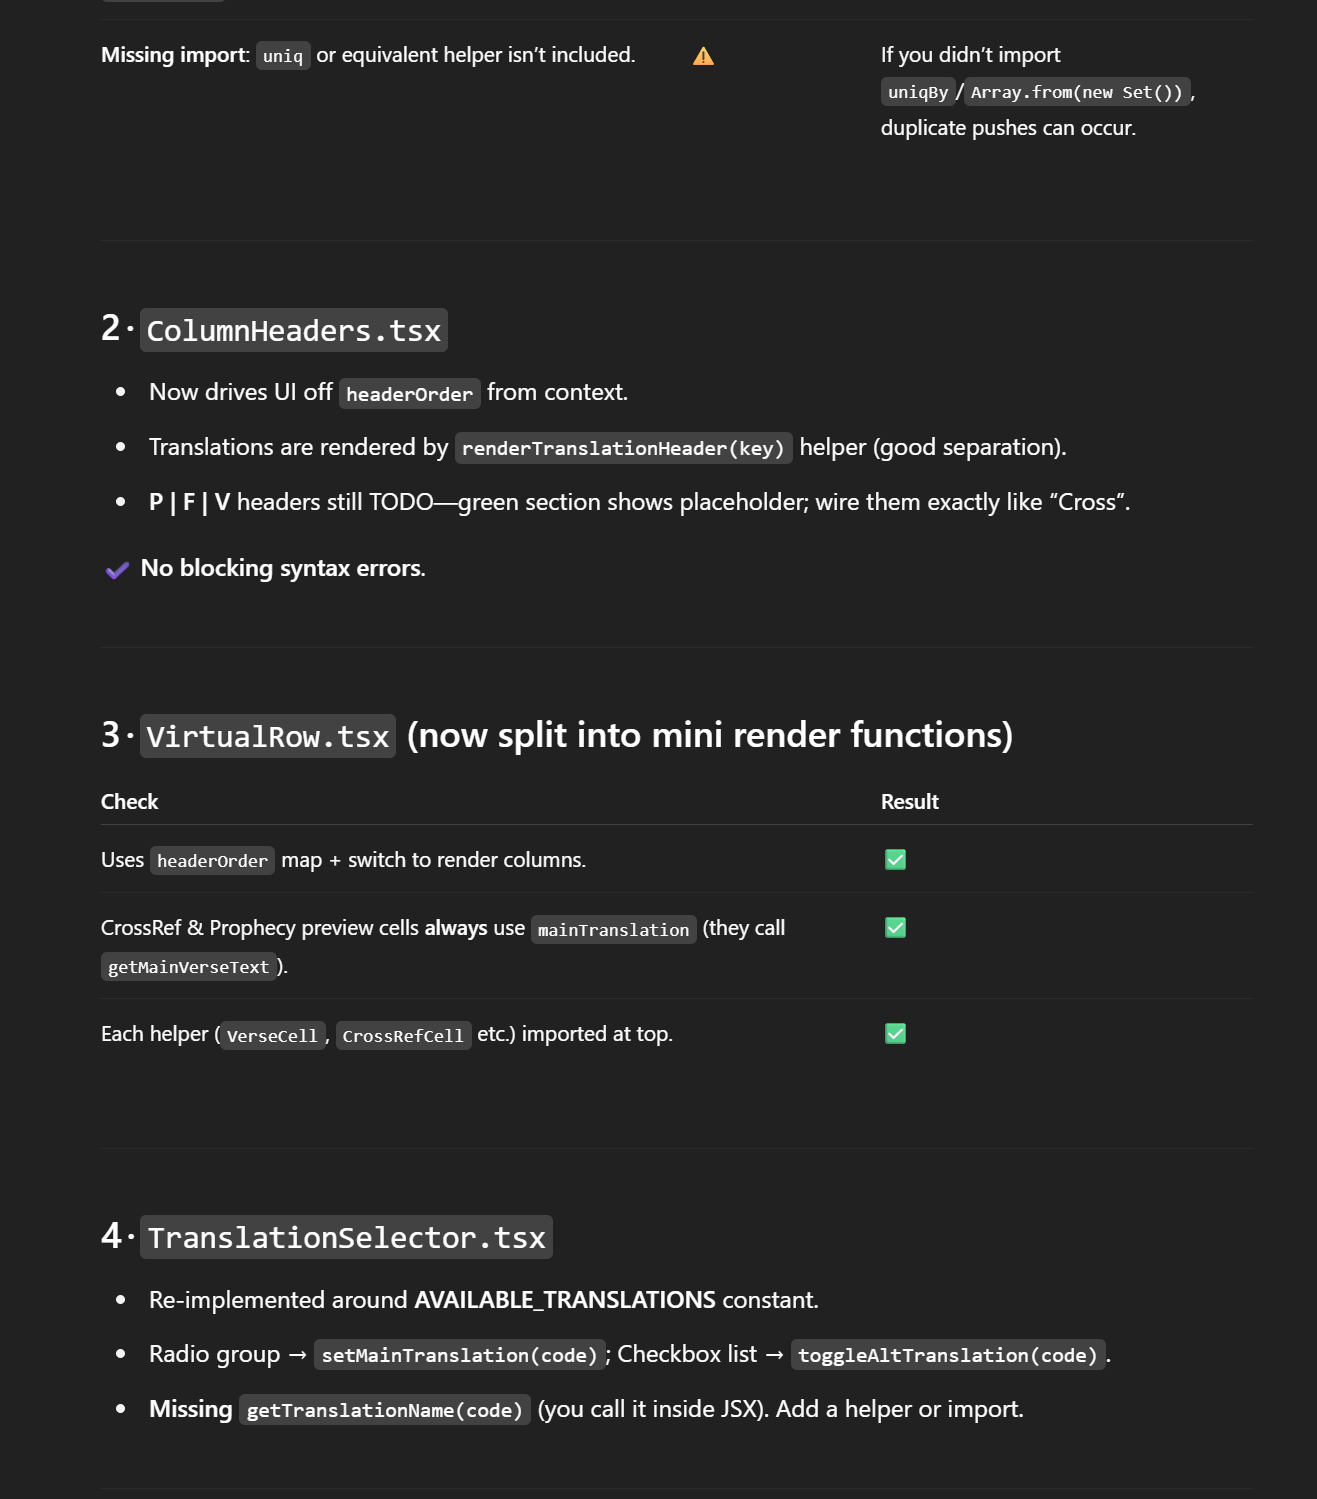 Missing import: uniq or equivalent helper isn’t included. ⚠️ If you didn’t import
uniqBy/Array.from(new Set()),
duplicate pushes can occur.
2 · ColumnHeaders.tsx
• Now drives UI off headerOrder from context.
• Translations are rendered by renderTranslationHeader(key) helper (good separation).
• P | F | V headers still TODO—green section shows placeholder; wire them exactly like “Cross”.
✔️ No blocking syntax errors.
3 · VirtualRow.tsx (now split into mini render functions)
Check Result
Uses headerOrder map + switch to render columns. ✅
CrossRef & Prophecy preview cells always use mainTranslation (they call ✅
getMainVerseText).
Each helper (VerseCell, CrossRefCell etc.) imported at top. ✅
4 · TranslationSelector.tsx
• Re-implemented around AVAILABLE_TRANSLATIONS constant.
• Radio group → setMainTranslation(code); Checkbox list → toggleAltTranslation(code).
• Missing getTranslationName(code) (you call it inside JSX). Add a helper or import.